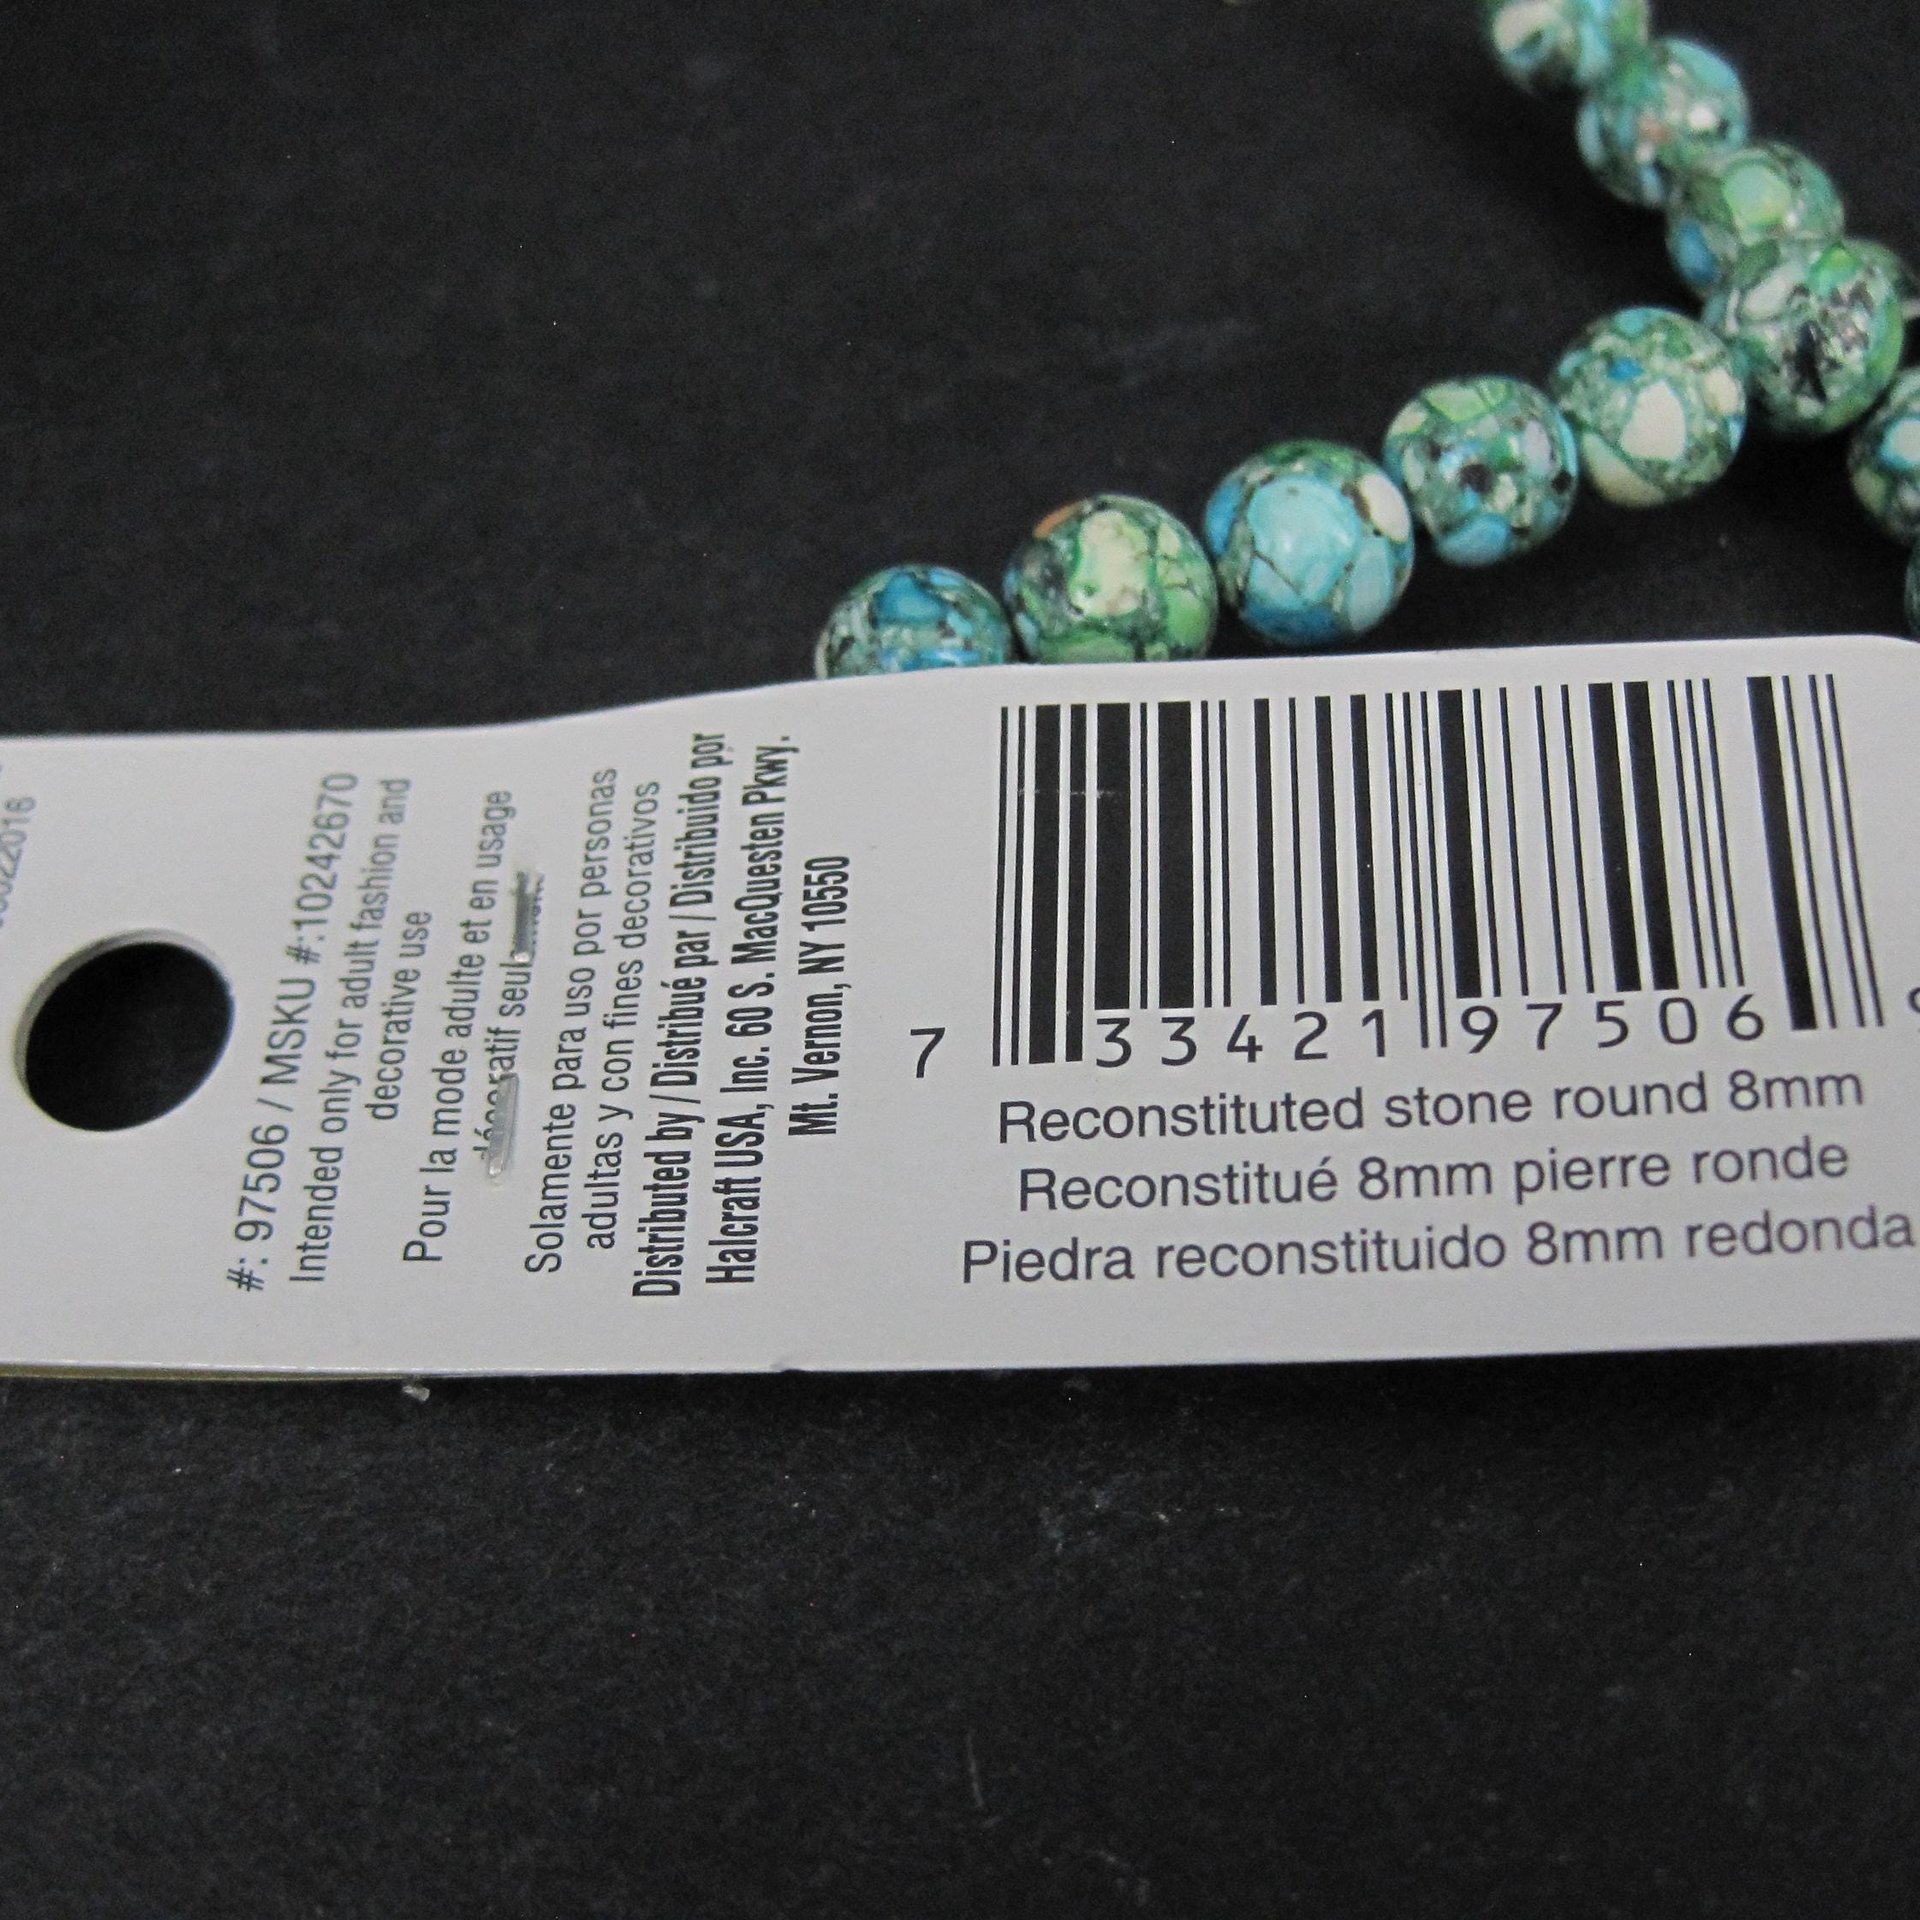 #: 97506 / MSKU #:10242670
Intended only for adult fashion and
decorative use
Pour la mode adulte et en usage
décoratif
Solamente para uso por personas
adultas y con fines decorativos
Distributed by / Distribué par / Distribuido por
Halcraft USA, Inc. 60 S. MacQuesten Pkwy.
Mt. Vernon, NY 10550
7 33421 97506
Reconstituted stone round 8mm
Reconstitué 8mm pierre ronde
Piedra reconstituido 8mm redonda